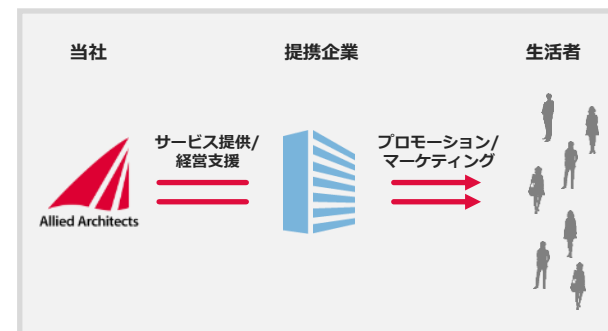 当社
提携企業
生活者
サービス提供/
経営支援
プロモーション/
マーケティング
Allied Architects